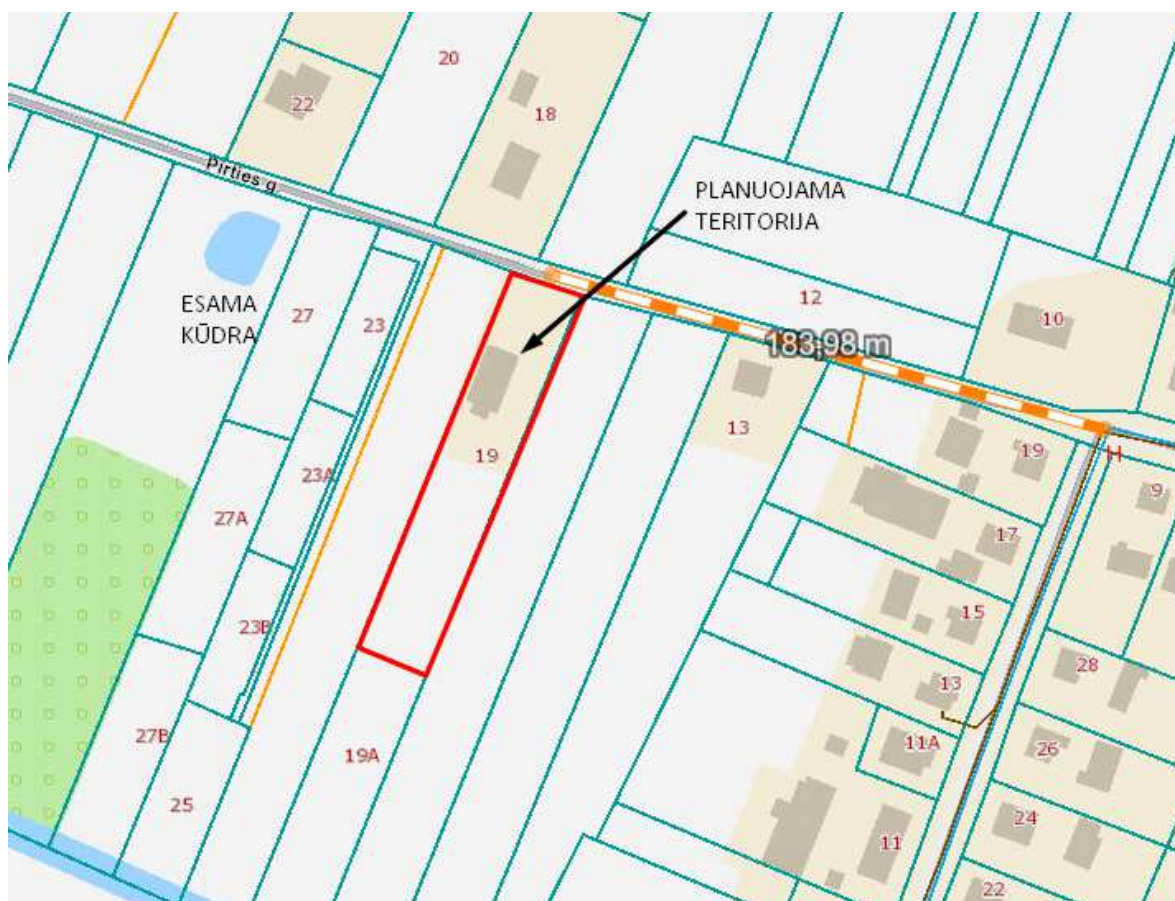 20
22
18
Pirties g.
PLANUOJAMA
TERITORIJA
ESAMA
KŪDRA
27
23
12
10
183,98 m
13
19
19
H
9
23A
27A
17
15
23B
28
13
27B
19A
11A
26
25
24
11
22